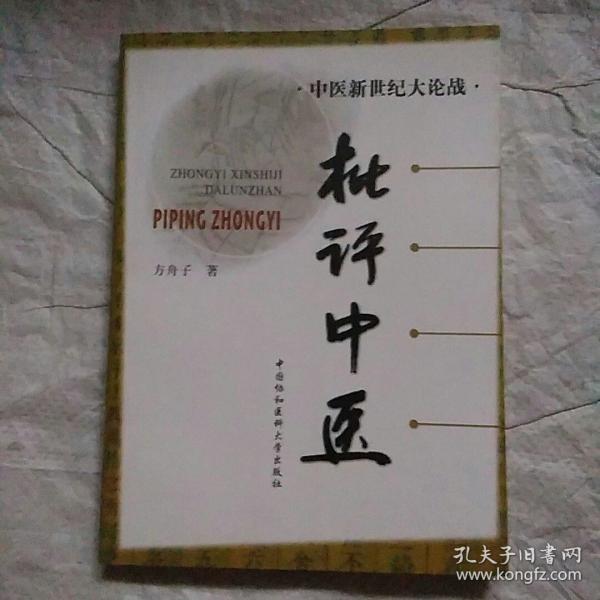 ·中医新世纪大论战·
ZHONGYI XINSHIJI
DALUNZHAN
PIPING ZHONGYI
批评中医
方舟子 著
中国协和医科大学出版社
孔夫子旧书网
www.kongfz.com